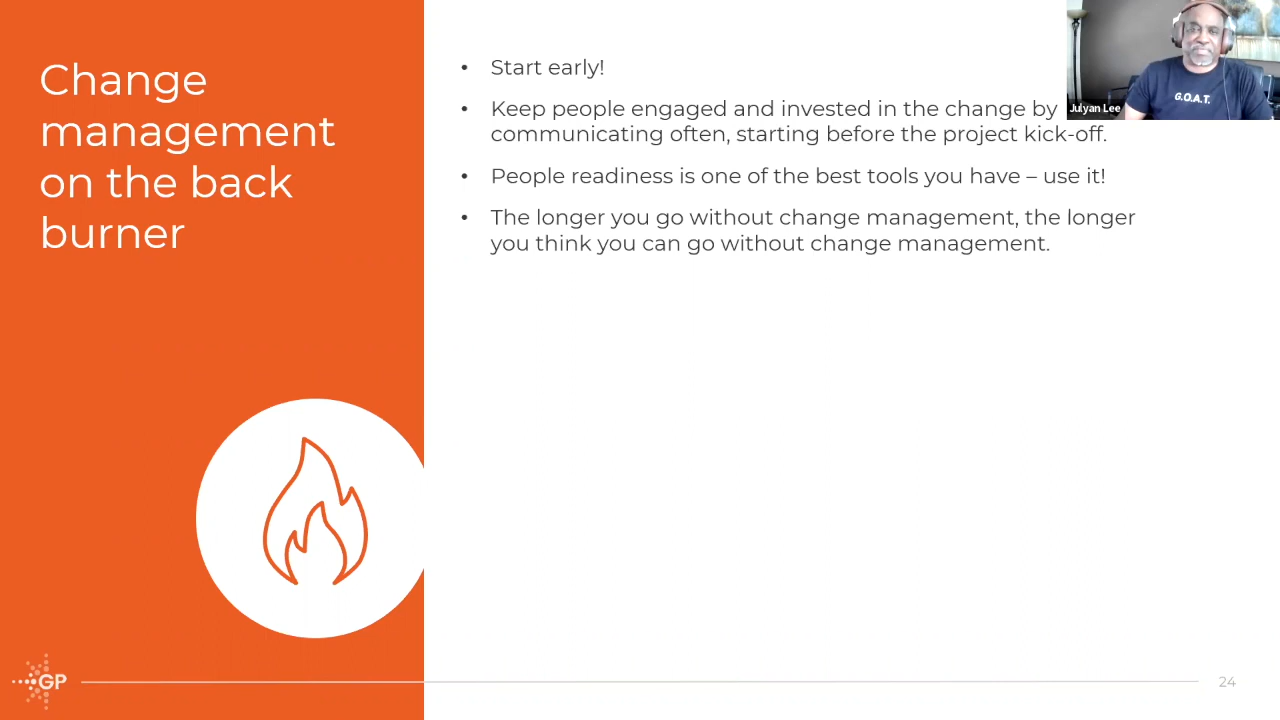 Change
management
on the back
burner
• Start early!
• Keep people engaged and invested in the change by
communicating often, starting before the project kick-off.
• People readiness is one of the best tools you have – use it!
• The longer you go without change management, the longer
you think you can go without change management.
Julyan Lee
G.O.A.T.
GP
24